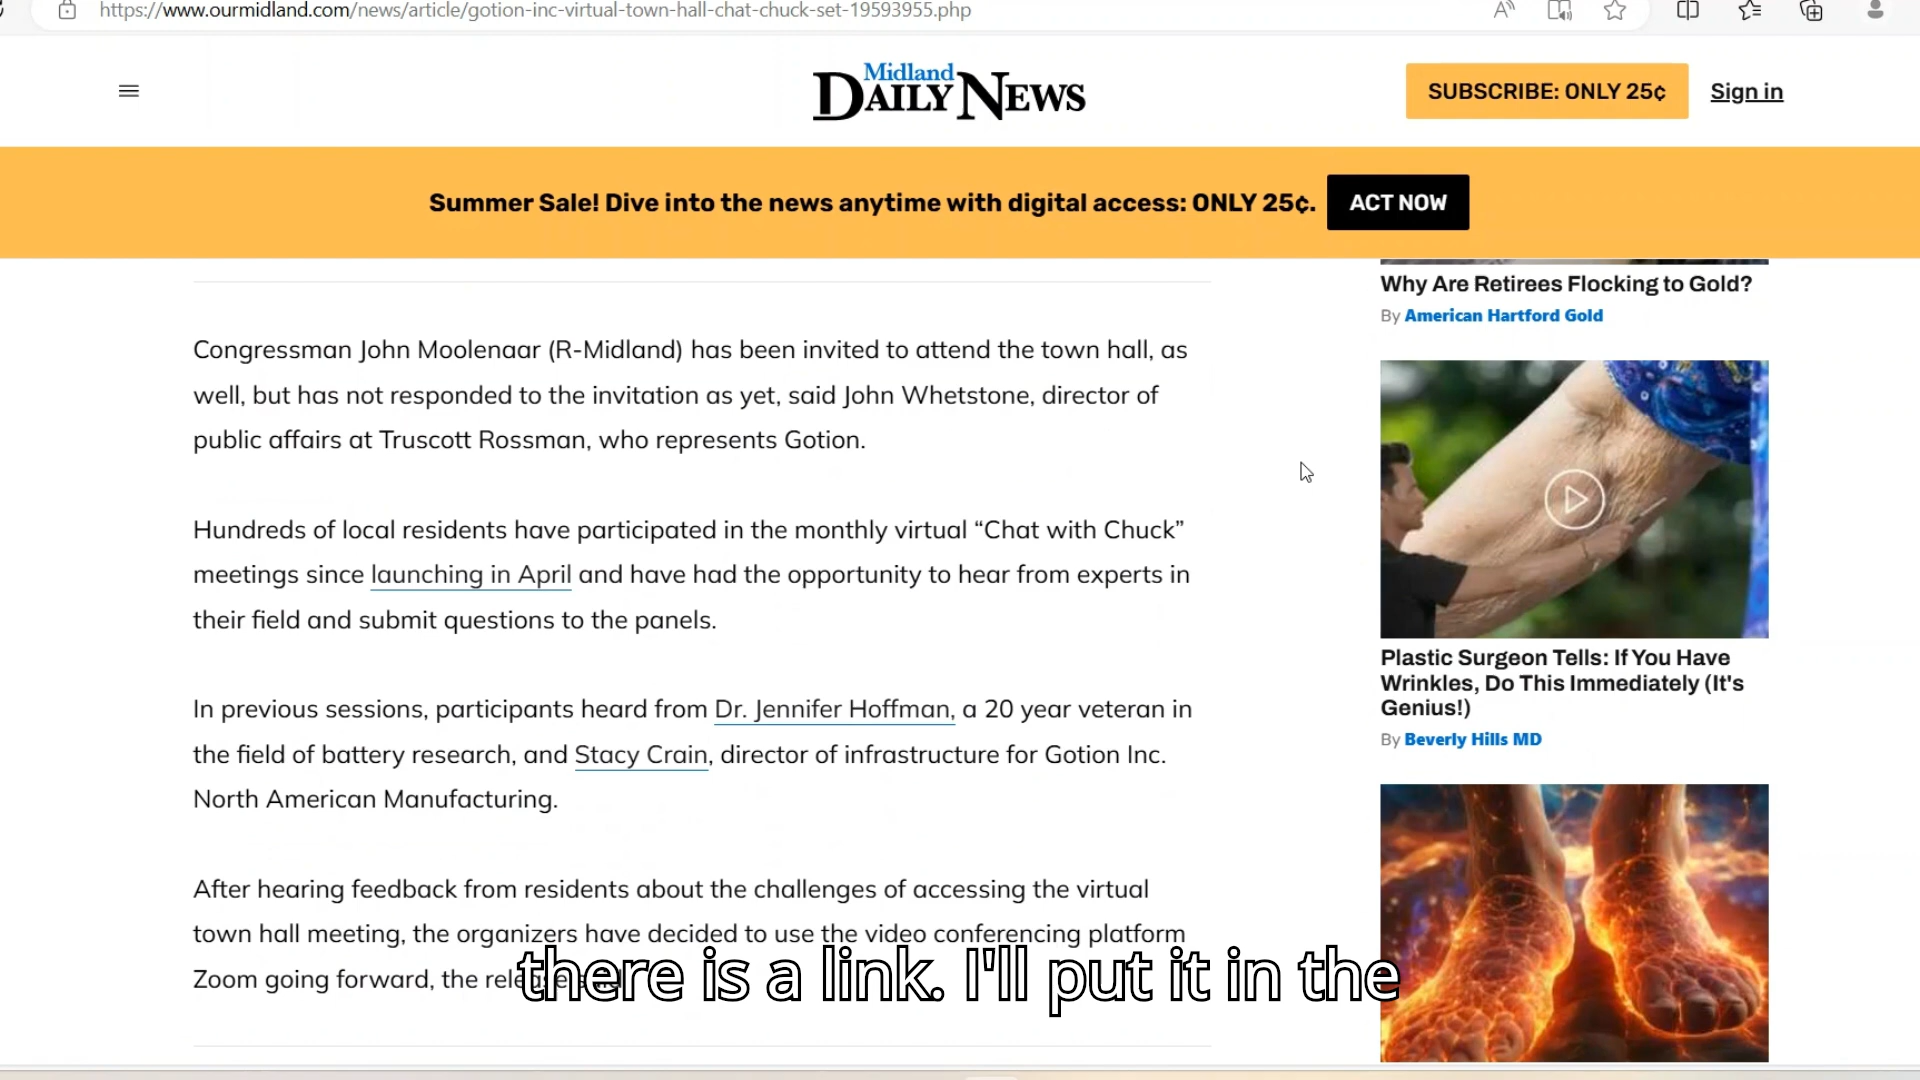 https://www.ourmidland.com/news/article/gotion-inc-virtual-town-hall-chat-chuck-set-19593955.php
Midland
DAILY NEWS
SUBSCRIBE: ONLY 25¢
Sign in
Summer Sale! Dive into the news anytime with digital access: ONLY 25¢.
ACT NOW
Congressman John Moolenaar (R-Midland) has been invited to attend the town hall, as
well, but has not responded to the invitation as yet, said John Whetstone, director of
public affairs at Truscott Rossman, who represents Gotion.
Hundreds of local residents have participated in the monthly virtual “Chat with Chuck”
meetings since launching in April and have had the opportunity to hear from experts in
their field and submit questions to the panels.
In previous sessions, participants heard from Dr. Jennifer Hoffman, a 20 year veteran in
the field of battery research, and Stacy Crain, director of infrastructure for Gotion Inc.
North American Manufacturing.
After hearing feedback from residents about the challenges of accessing the virtual
town hall meeting, the organizers have decided to use the video conferencing platform
Zoom going forward, the
there is a link. I'll put it in the
Why Are Retirees Flocking to Gold?
By American Hartford Gold
Plastic Surgeon Tells: If You Have
Wrinkles, Do This Immediately (It's
Genius!)
By Beverly Hills MD